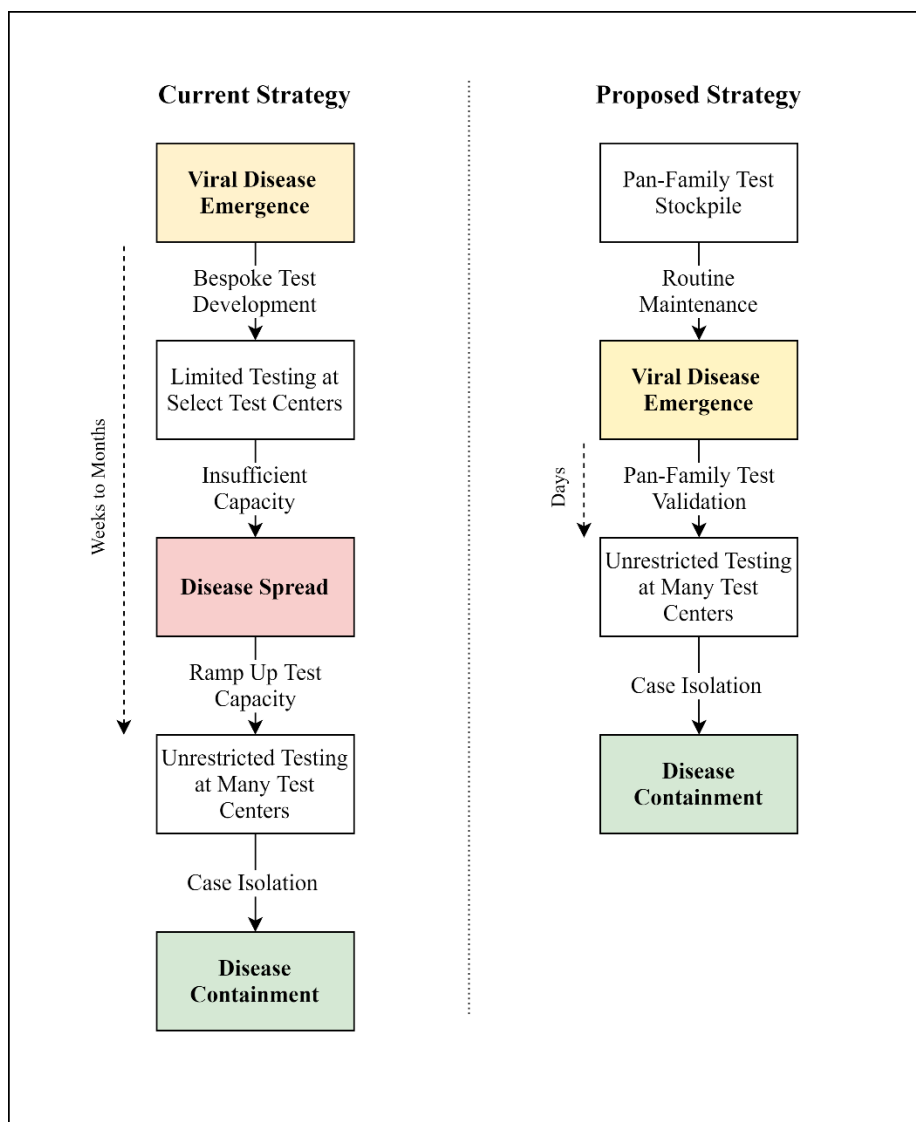 Current Strategy
Viral Disease
Emergence
Bespoke Test
Development
Limited Testing at
Select Test Centers
Insufficient
Capacity
Disease Spread
Ramp Up Test
Capacity
Unrestricted Testing
at Many Test
Centers
Case Isolation
Disease
Containment
Weeks to Months
Proposed Strategy
Pan-Family Test
Stockpile
Routine
Maintenance
Viral Disease
Emergence
Pan-Family Test
Validation
Days
Unrestricted Testing
at Many Test
Centers
Case Isolation
Disease
Containment